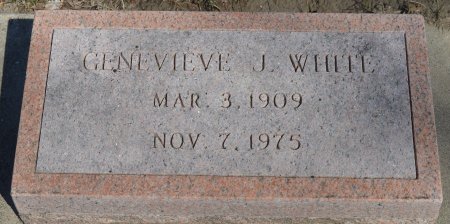 GENEVIEVE J. WHITE
MAR. 3, 1909
NOV. 7, 1975